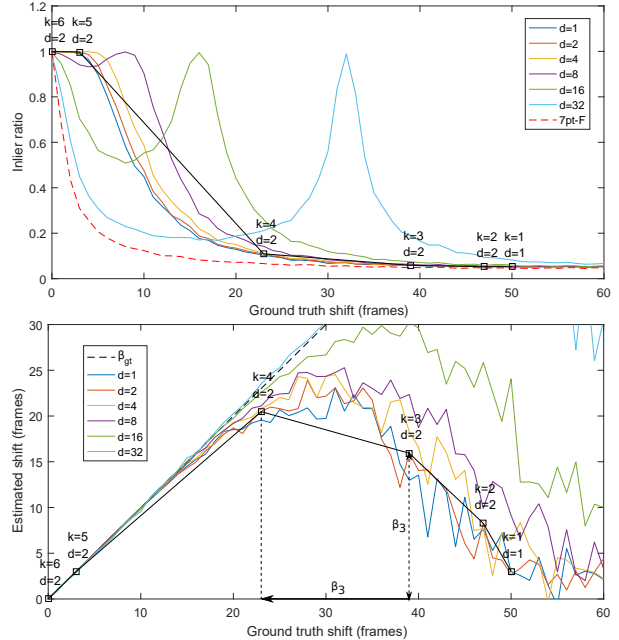 1.2
1
0.8
0.6
0.4
0.2
0
Inlier ratio
k=6 k=5
d=2 d=2
k=4
d=2
k=3
d=2
k=2 k=1
d=2 d=1
d=1
d=2
d=4
d=8
d=16
d=32
7pt-F
0 10 20 30 40 50 60
Ground truth shift (frames)
30
25
20
15
10
5
0
Estimated shift (frames)
βgt
d=1
d=2
d=4
d=8
d=16
d=32
k=4
d=2
k=3
d=2
k=2
d=2
k=5
d=2
k=1
d=1
k=6
d=2
β3
β3
0 10 20 30 40 50 60
Ground truth shift (frames)